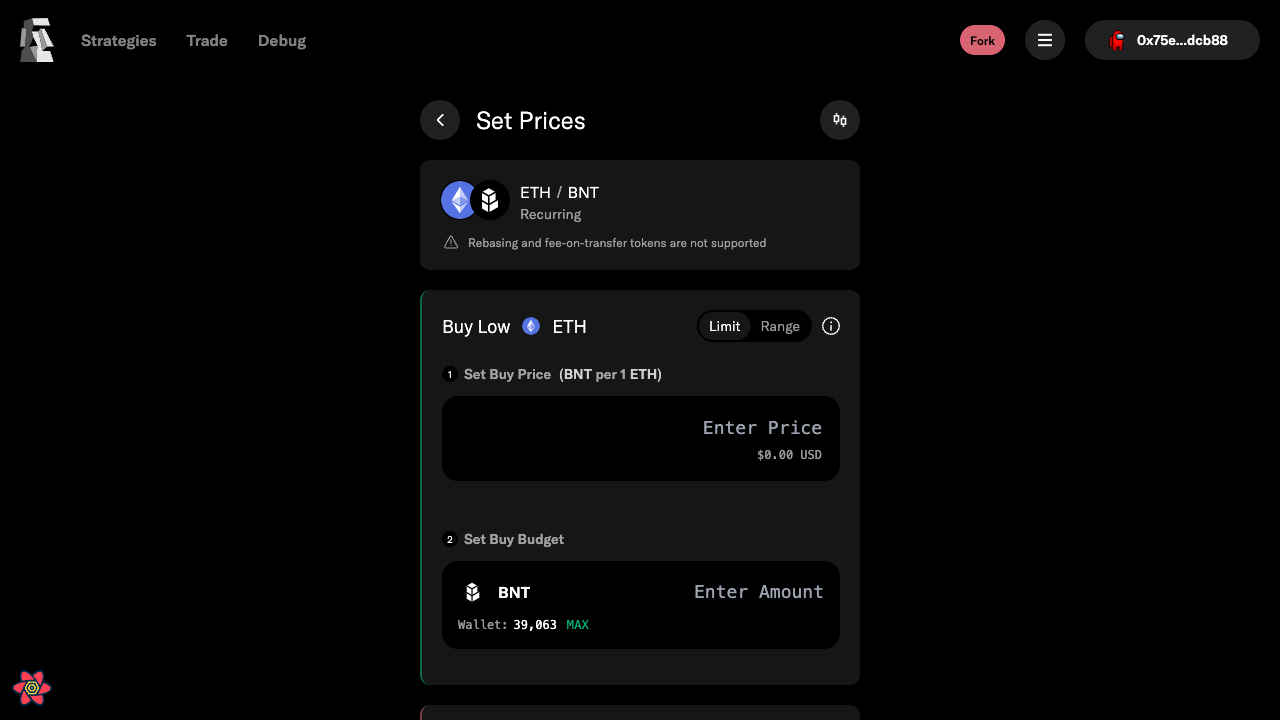 Strategies Trade Debug Fork 0x75e...dcb88
Set Prices
ETH / BNT
Recurring
Rebasing and fee-on-transfer tokens are not supported
Buy Low ETH Limit Range
1 Set Buy Price (BNT per 1 ETH)
Enter Price
$0.00 USD
2 Set Buy Budget
BNT Enter Amount
Wallet: 39,063 MAX